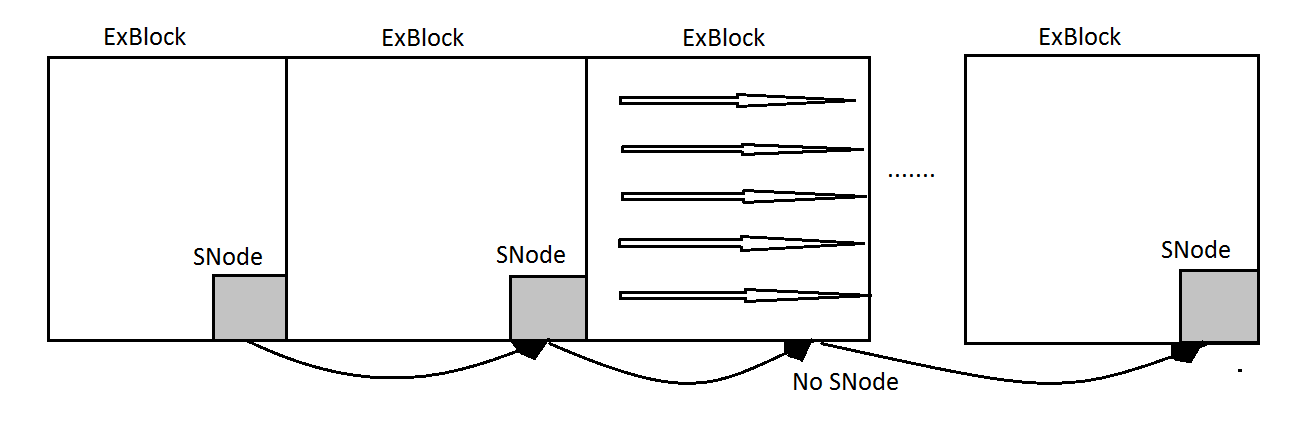 ExBlock
ExBlock
ExBlock
ExBlock
.......
SNode
SNode
SNode
No SNode
.